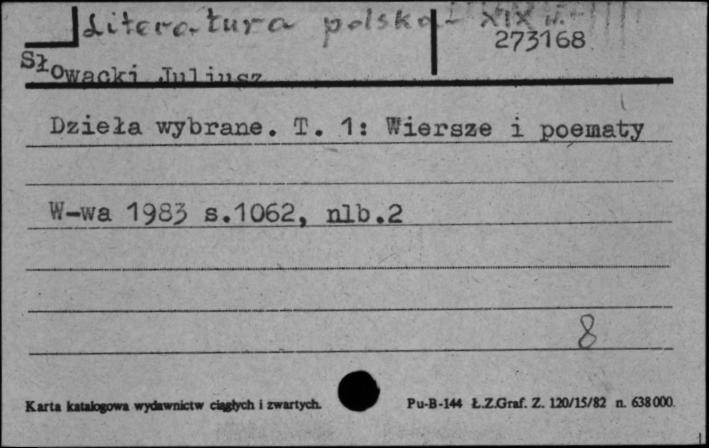 Literatura polska - XIX w.
273168
Słowacki Juliusz
Dzieła wybrane. T. 1: Wiersze i poematy
W-wa 1983 s.1062, nlb.2
8
Karta katalogowa wydawnictw ciągłych i zwartych.
Pu-B-144 Ł.Z.Graf. Z. 120/15/82 n. 638000.